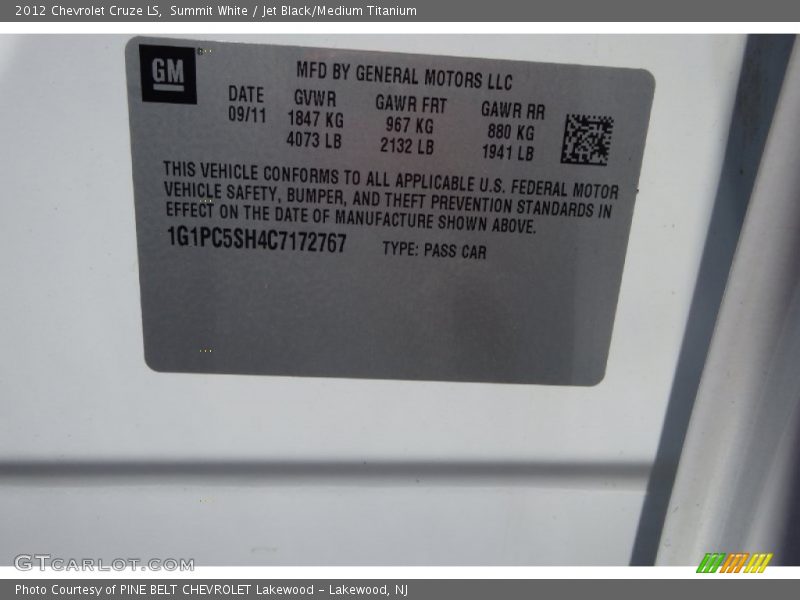 2012 Chevrolet Cruze LS, Summit White / Jet Black/Medium Titanium
GM
MFD BY GENERAL MOTORS LLC
DATE GVWR GAWR FRT GAWR RR
09/11 1847 KG 967 KG 880 KG
4073 LB 2132 LB 1941 LB
THIS VEHICLE CONFORMS TO ALL APPLICABLE U.S. FEDERAL MOTOR
VEHICLE SAFETY, BUMPER, AND THEFT PREVENTION STANDARDS IN
EFFECT ON THE DATE OF MANUFACTURE SHOWN ABOVE.
1G1PC5SH4C7172767 TYPE: PASS CAR
GTCARLOT.COM
Photo Courtesy of PINE BELT CHEVROLET Lakewood - Lakewood, NJ